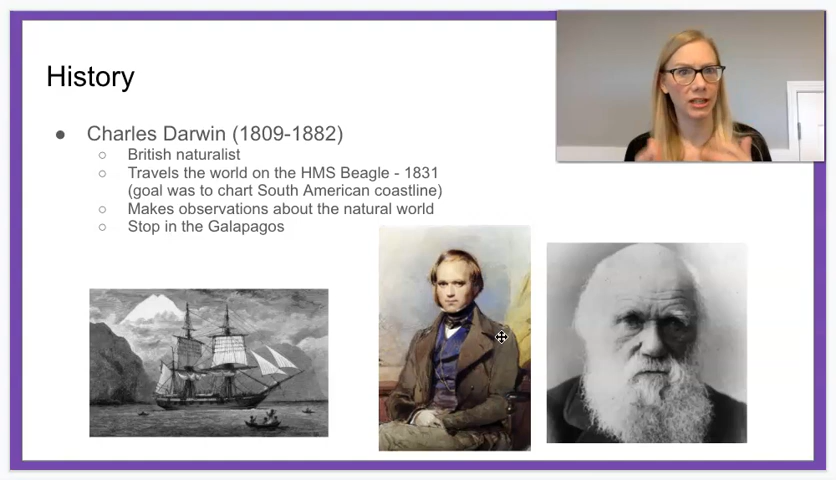 History
● Charles Darwin (1809-1882)
○ British naturalist
○ Travels the world on the HMS Beagle - 1831
(goal was to chart South American coastline)
○ Makes observations about the natural world
○ Stop in the Galapagos